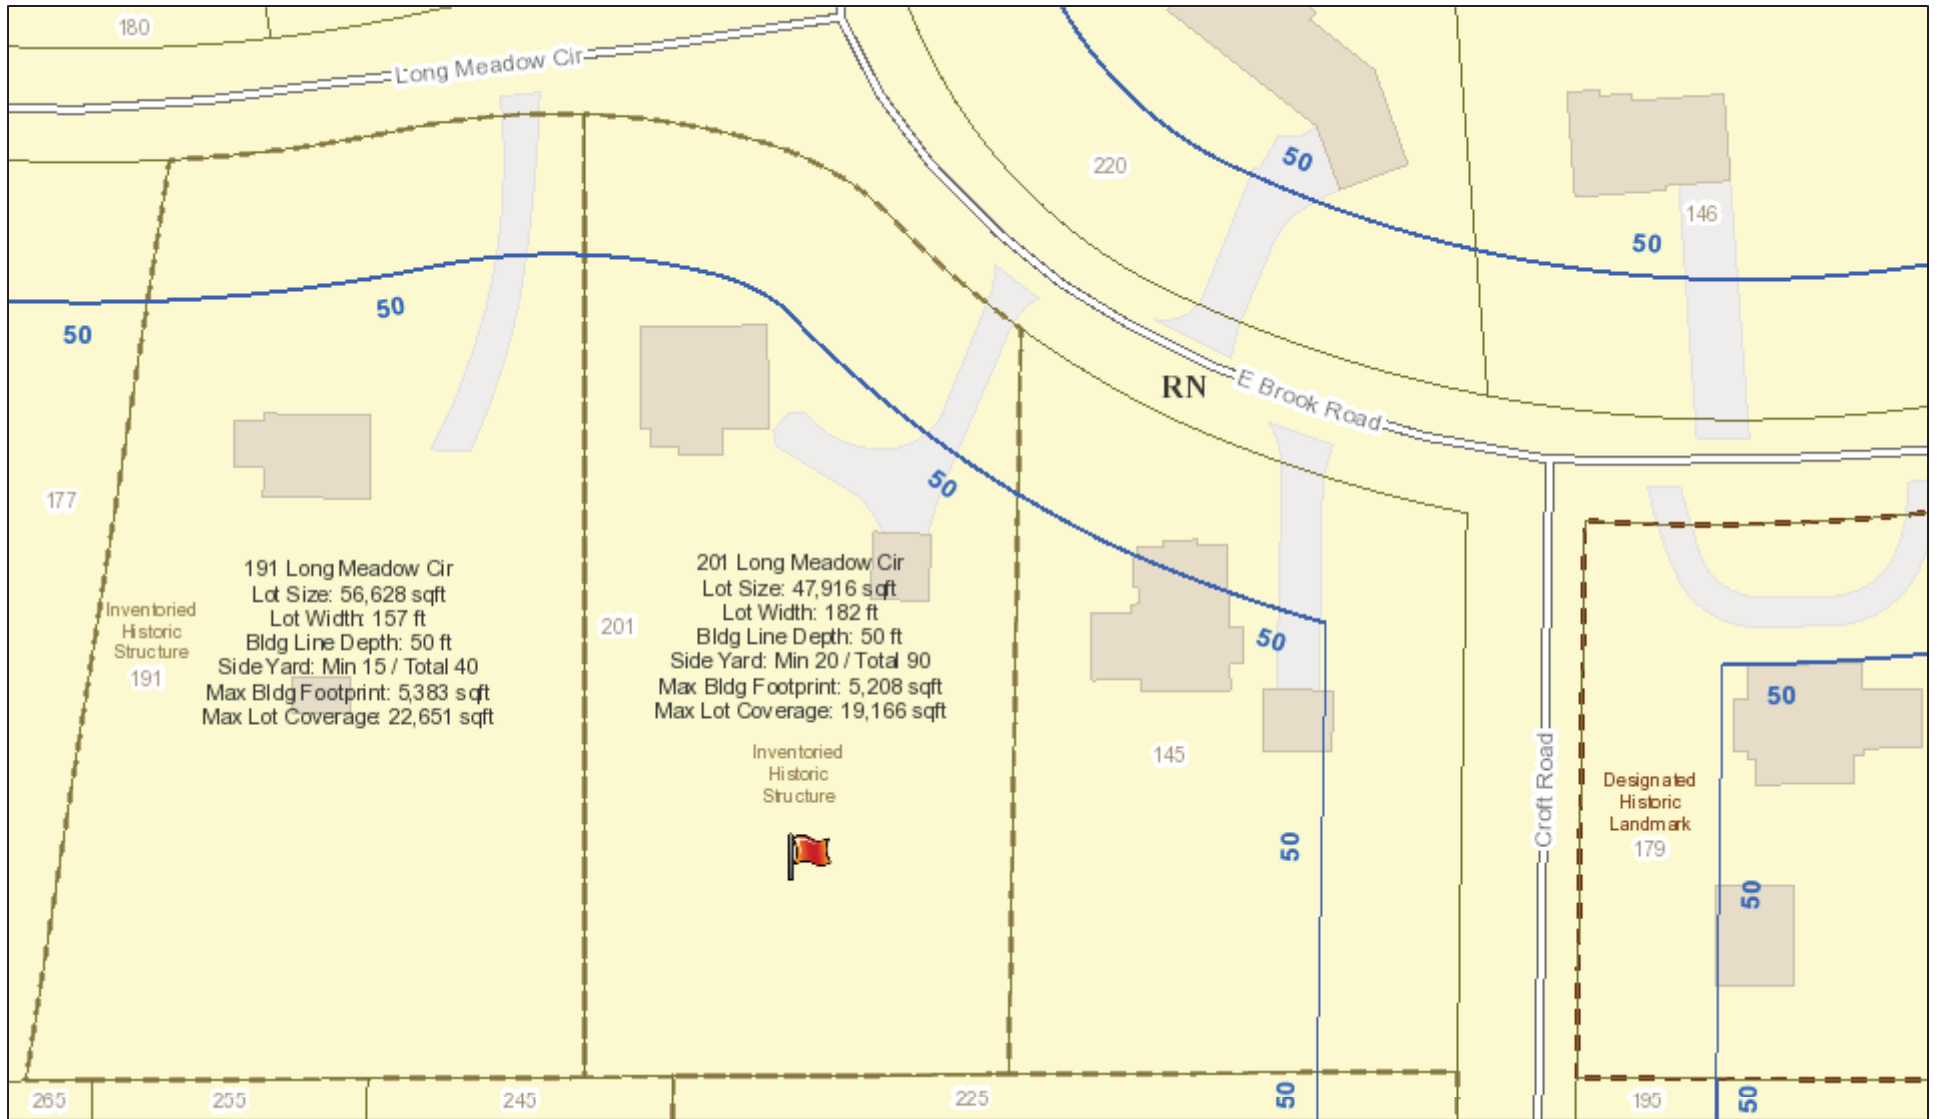 180
Long Meadow Cir
220
50
146
50
50
50
RN
E Brook Road
177
50
191 Long Meadow Cir
Lot Size: 56,628 sqft
Lot Width: 157 ft
Bldg Line Depth: 50 ft
Side Yard: Min 15 / Total 40
Max Bldg Footprint: 5,383 sqft
Max Lot Coverage: 22,651 sqft
Inventoried
Historic
Structure
191
201
201 Long Meadow Cir
Lot Size: 47,916 sqft
Lot Width: 182 ft
Bldg Line Depth: 50 ft
Side Yard: Min 20 / Total 90
Max Bldg Footprint: 5,208 sqft
Max Lot Coverage: 19,166 sqft
Inventoried
Historic
Structure
50
145
50
Croft Road
50
Designated
Historic
Landmark
179
50
265
255
245
225
50
195
50